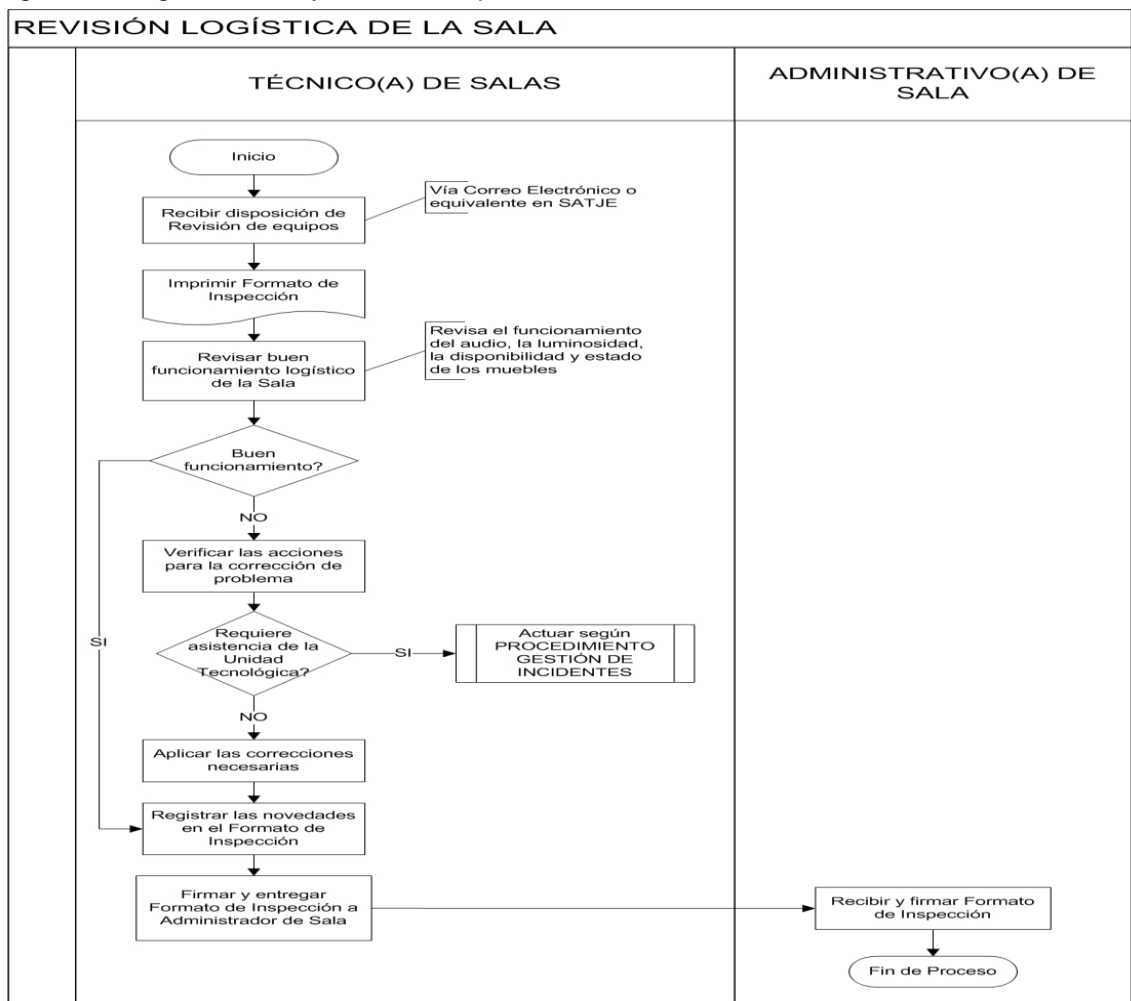 REVISIÓN LOGÍSTICA DE LA SALA
TÉCNICO(A) DE SALAS
ADMINISTRATIVO(A) DE
SALA
Inicio
Recibir disposición de
Revisión de equipos
Vía Correo Electrónico o
equivalente en SATJE
Imprimir Formato de
Inspección
Revisar buen
funcionamiento logístico
de la Sala
Revisa el funcionamiento
del audio, la luminosidad,
la disponibilidad y estado
de los muebles
Buen
funcionamiento?
NO
Verificar las acciones
para la corrección de
problema
SI
Requiere
asistencia de la
Unidad
Tecnológica?
SI
Actuar según
PROCEDIMIENTO
GESTIÓN DE
INCIDENTES
NO
Aplicar las correcciones
necesarias
Registrar las novedades
en el Formato de
Inspección
Firmar y entregar
Formato de Inspección a
Administrador de Sala
Recibir y firmar Formato
de Inspección
Fin de Proceso